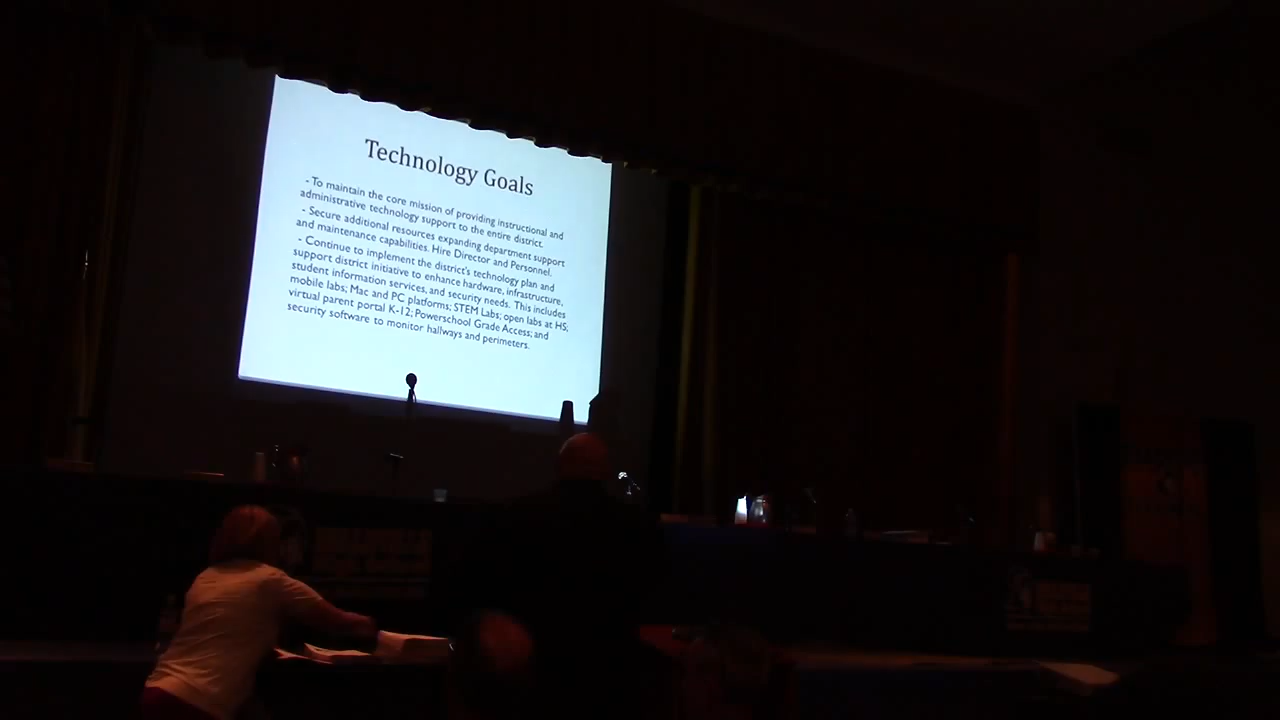 Technology Goals
- To maintain the core mission of providing instructional and
administrative technology support to the entire district.
- Secure additional resources expanding department support
and maintenance capabilities. Hire Director and Personnel.
- Continue to implement the district's technology plan and
support district initiative to enhance hardware, infrastructure,
student information services, and security needs. This includes
mobile labs; Mac and PC platforms; STEM Labs; open labs at HS;
virtual parent portal K-12; Powerschool Grade Access; and
security software to monitor hallways and perimeters.